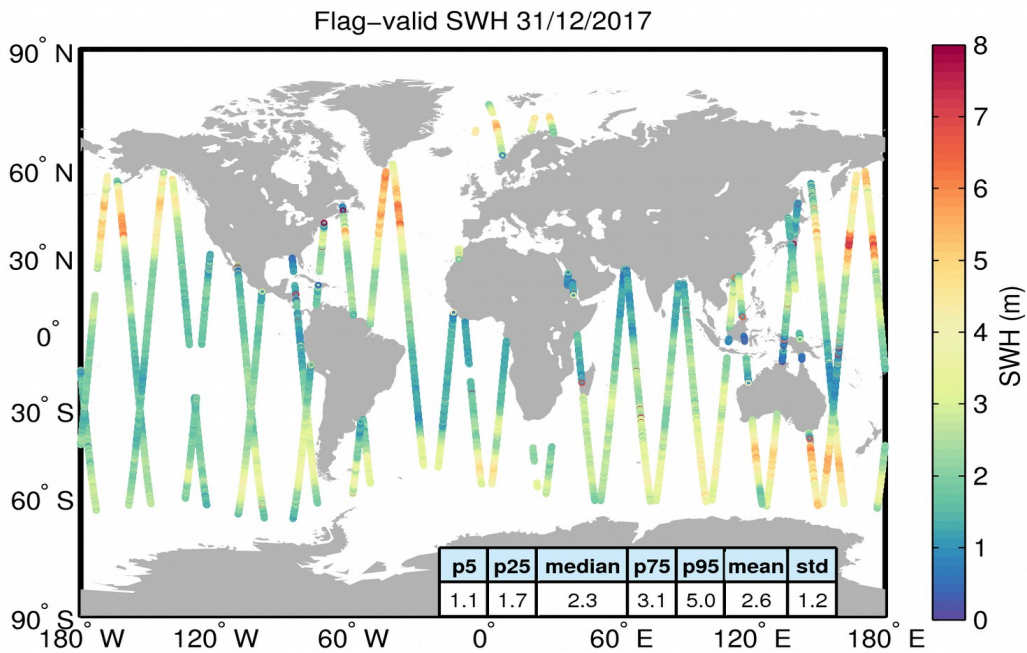 Flag−valid SWH 31/12/2017
90° N
60° N
30° N
0°
30° S
60° S
90° S
180° W
120° W
60° W
0°
60° E
120° E
180° E
8
7
6
5
4
3
2
1
0
SWH (m)
p5 p25 median p75 p95 mean std
1.1 1.7 2.3 3.1 5.0 2.6 1.2